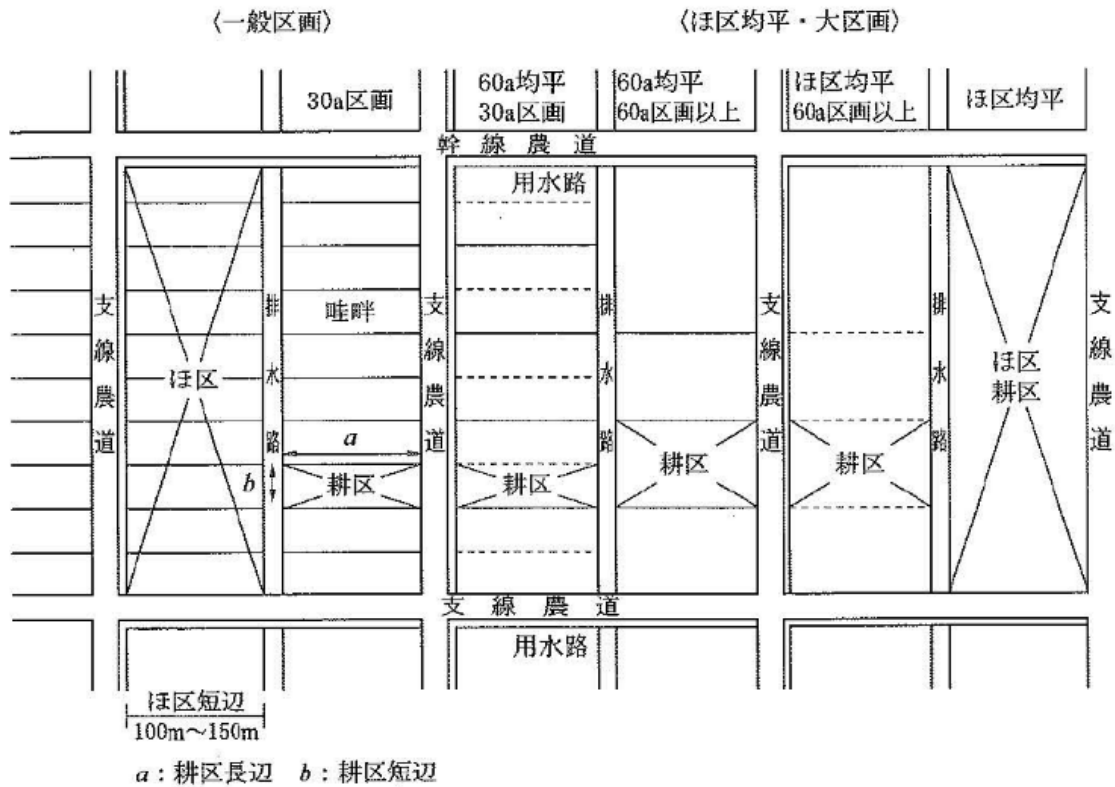 〈一般区画〉
〈ほ区均平・大区画〉
30a区画
60a均平
30a区画
60a均平
60a区画以上
ほ区均平
60a区画以上
ほ区均平
幹線農道
用水路
支線農道
ほ区
排水路
畦畔
a
b
耕区
支線農道
耕区
排水路
耕区
支線農道
耕区
排水路
ほ区
耕区
支線農道
支線農道
用水路
ほ区短辺
100m〜150m
a：耕区長辺 b：耕区短辺